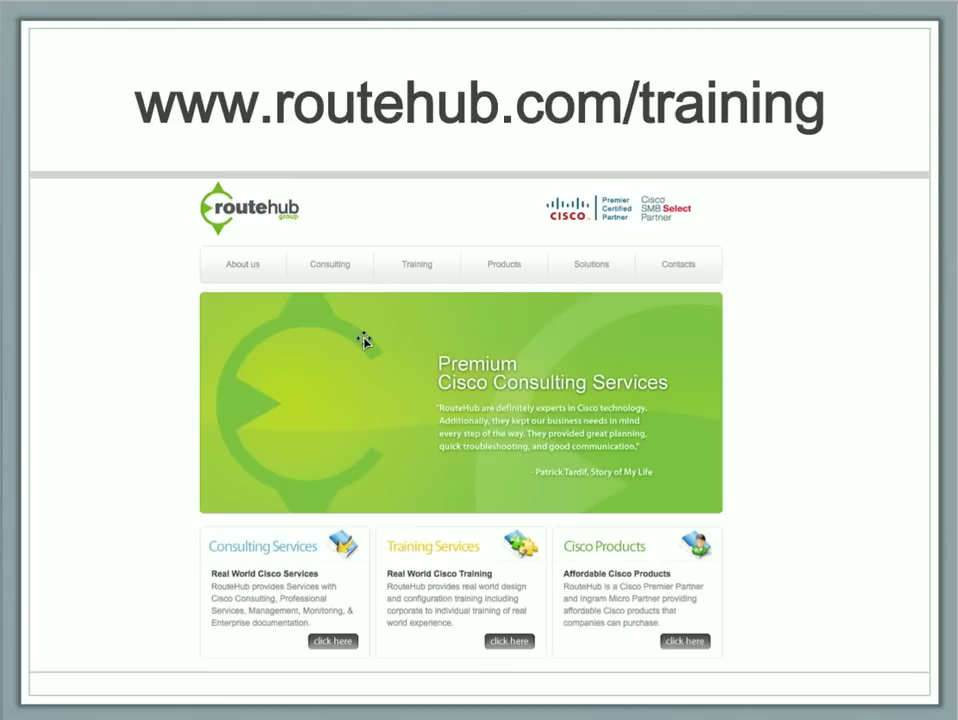 www.routehub.com/training
routehub
group
CISCO
Premier
Certified
Partner
Cisco
SMB Select
Partner
About us
Consulting
Training
Products
Solutions
Contacts
Premium
Cisco Consulting Services
"RouteHub are definitely experts in Cisco technology.
Additionally, they kept our business needs in mind
every step of the way. They provided great planning,
quick troubleshooting, and good communication."
- Patrick Tardif, Story of My Life
Consulting Services
Real World Cisco Services
RouteHub provides Services with
Cisco Consulting, Professional
Services, Management, Monitoring, &
Enterprise documentation.
click here
Training Services
Real World Cisco Training
RouteHub provides real world design
and configuration training including
corporate to individual training of real
world experience.
click here
Cisco Products
Affordable Cisco Products
RouteHub is a Cisco Premier Partner
and Ingram Micro Partner providing
affordable Cisco products that
companies can purchase.
click here